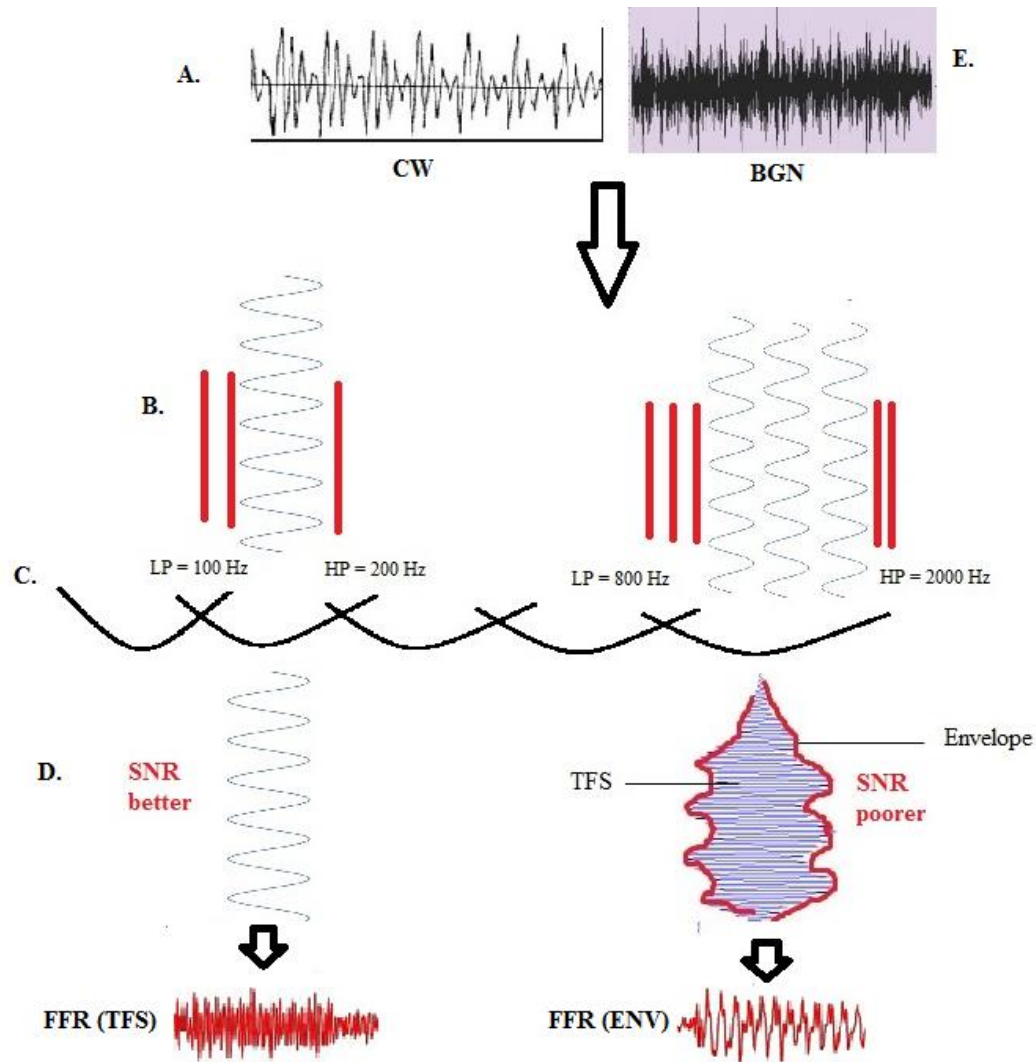 A.
E.
CW
BGN
B.
LP = 100 Hz
HP = 200 Hz
LP = 800 Hz
HP = 2000 Hz
C.
D.
SNR
better
TFS
Envelope
SNR
poorer
FFR (TFS)
FFR (ENV)